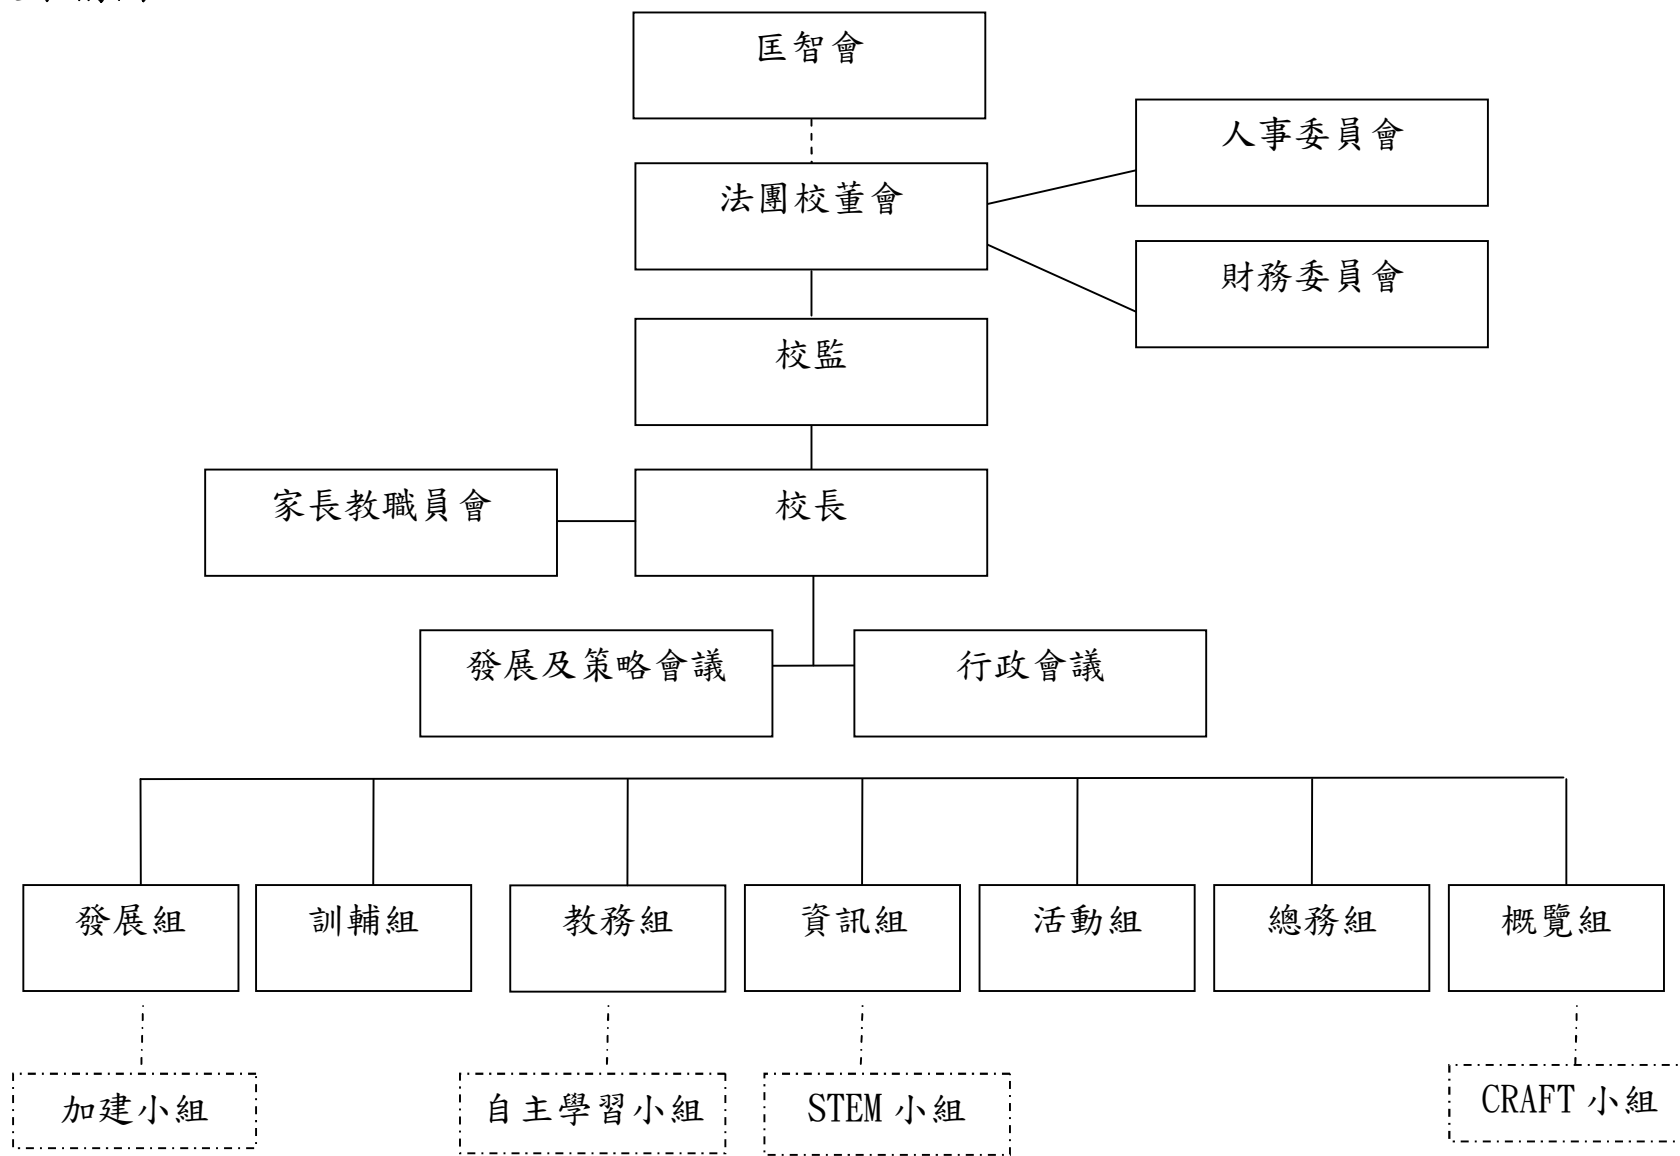 匡智會
人事委員會
法團校董會
財務委員會
校監
家長教職員會
校長
發展及策略會議
行政會議
發展組
訓輔組
教務組
資訊組
活動組
總務組
概覽組
加建小組
自主學習小組
STEM 小組
CRAFT 小組